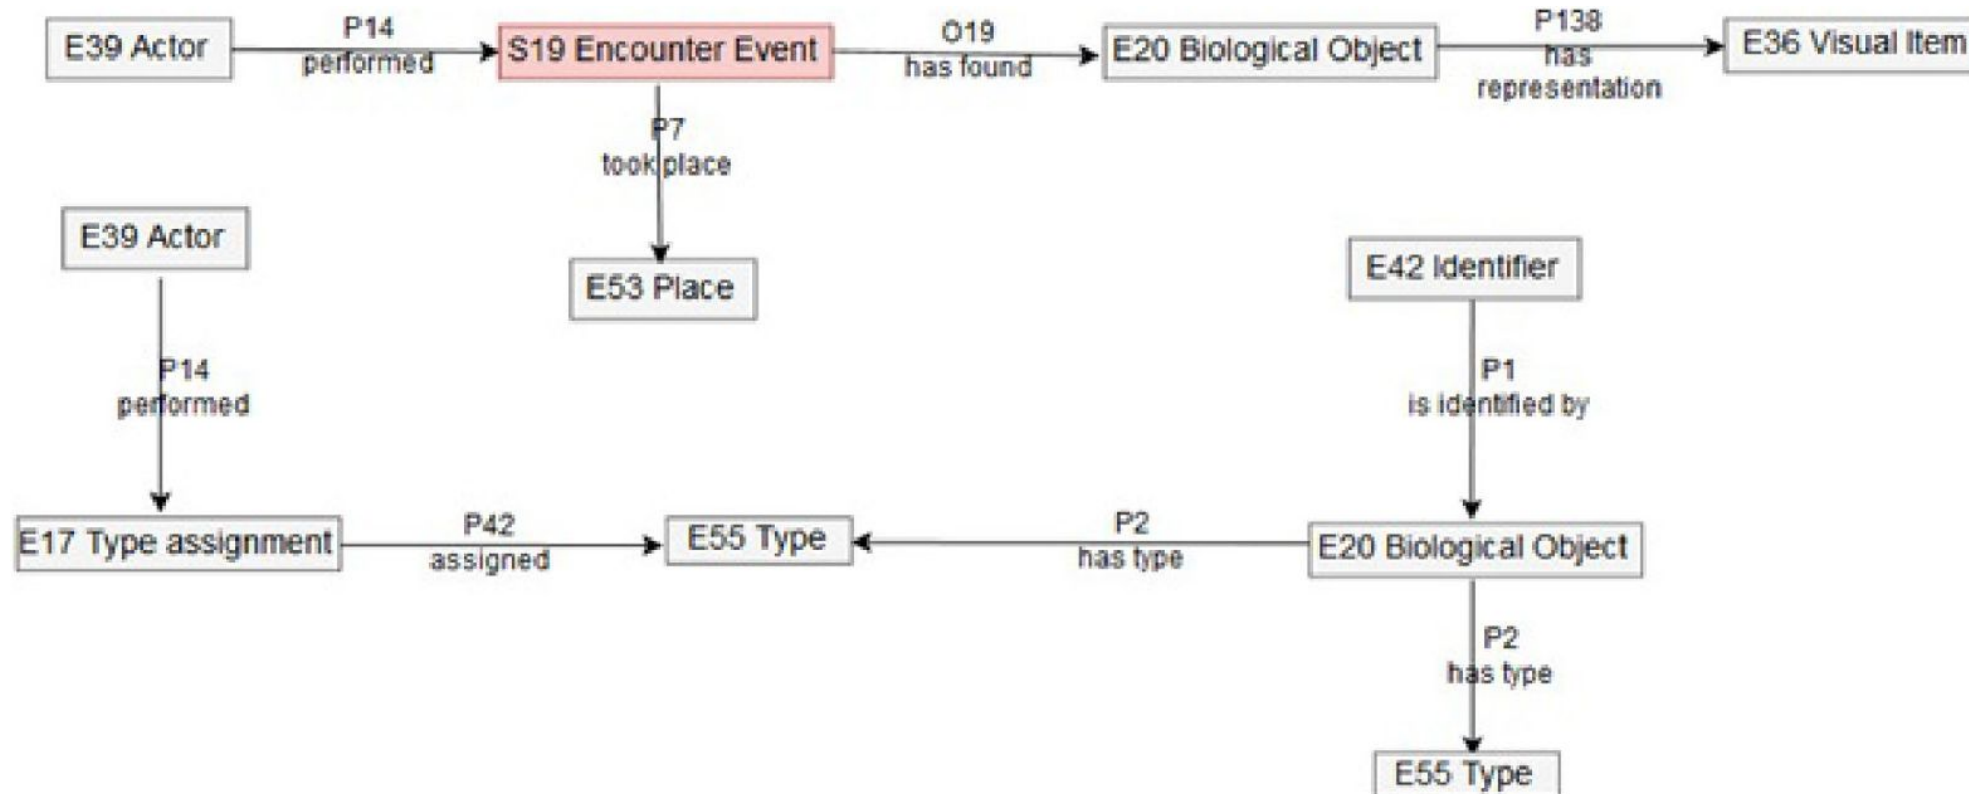 E39 Actor
P14
performed
S19 Encounter Event
O19
has found
E20 Biological Object
P138
has
representation
E36 Visual Item
P7
took place
E53 Place
E39 Actor
P14
performed
E42 Identifier
P1
is identified by
E17 Type assignment
P42
assigned
E55 Type
P2
has type
E20 Biological Object
P2
has type
E55 Type